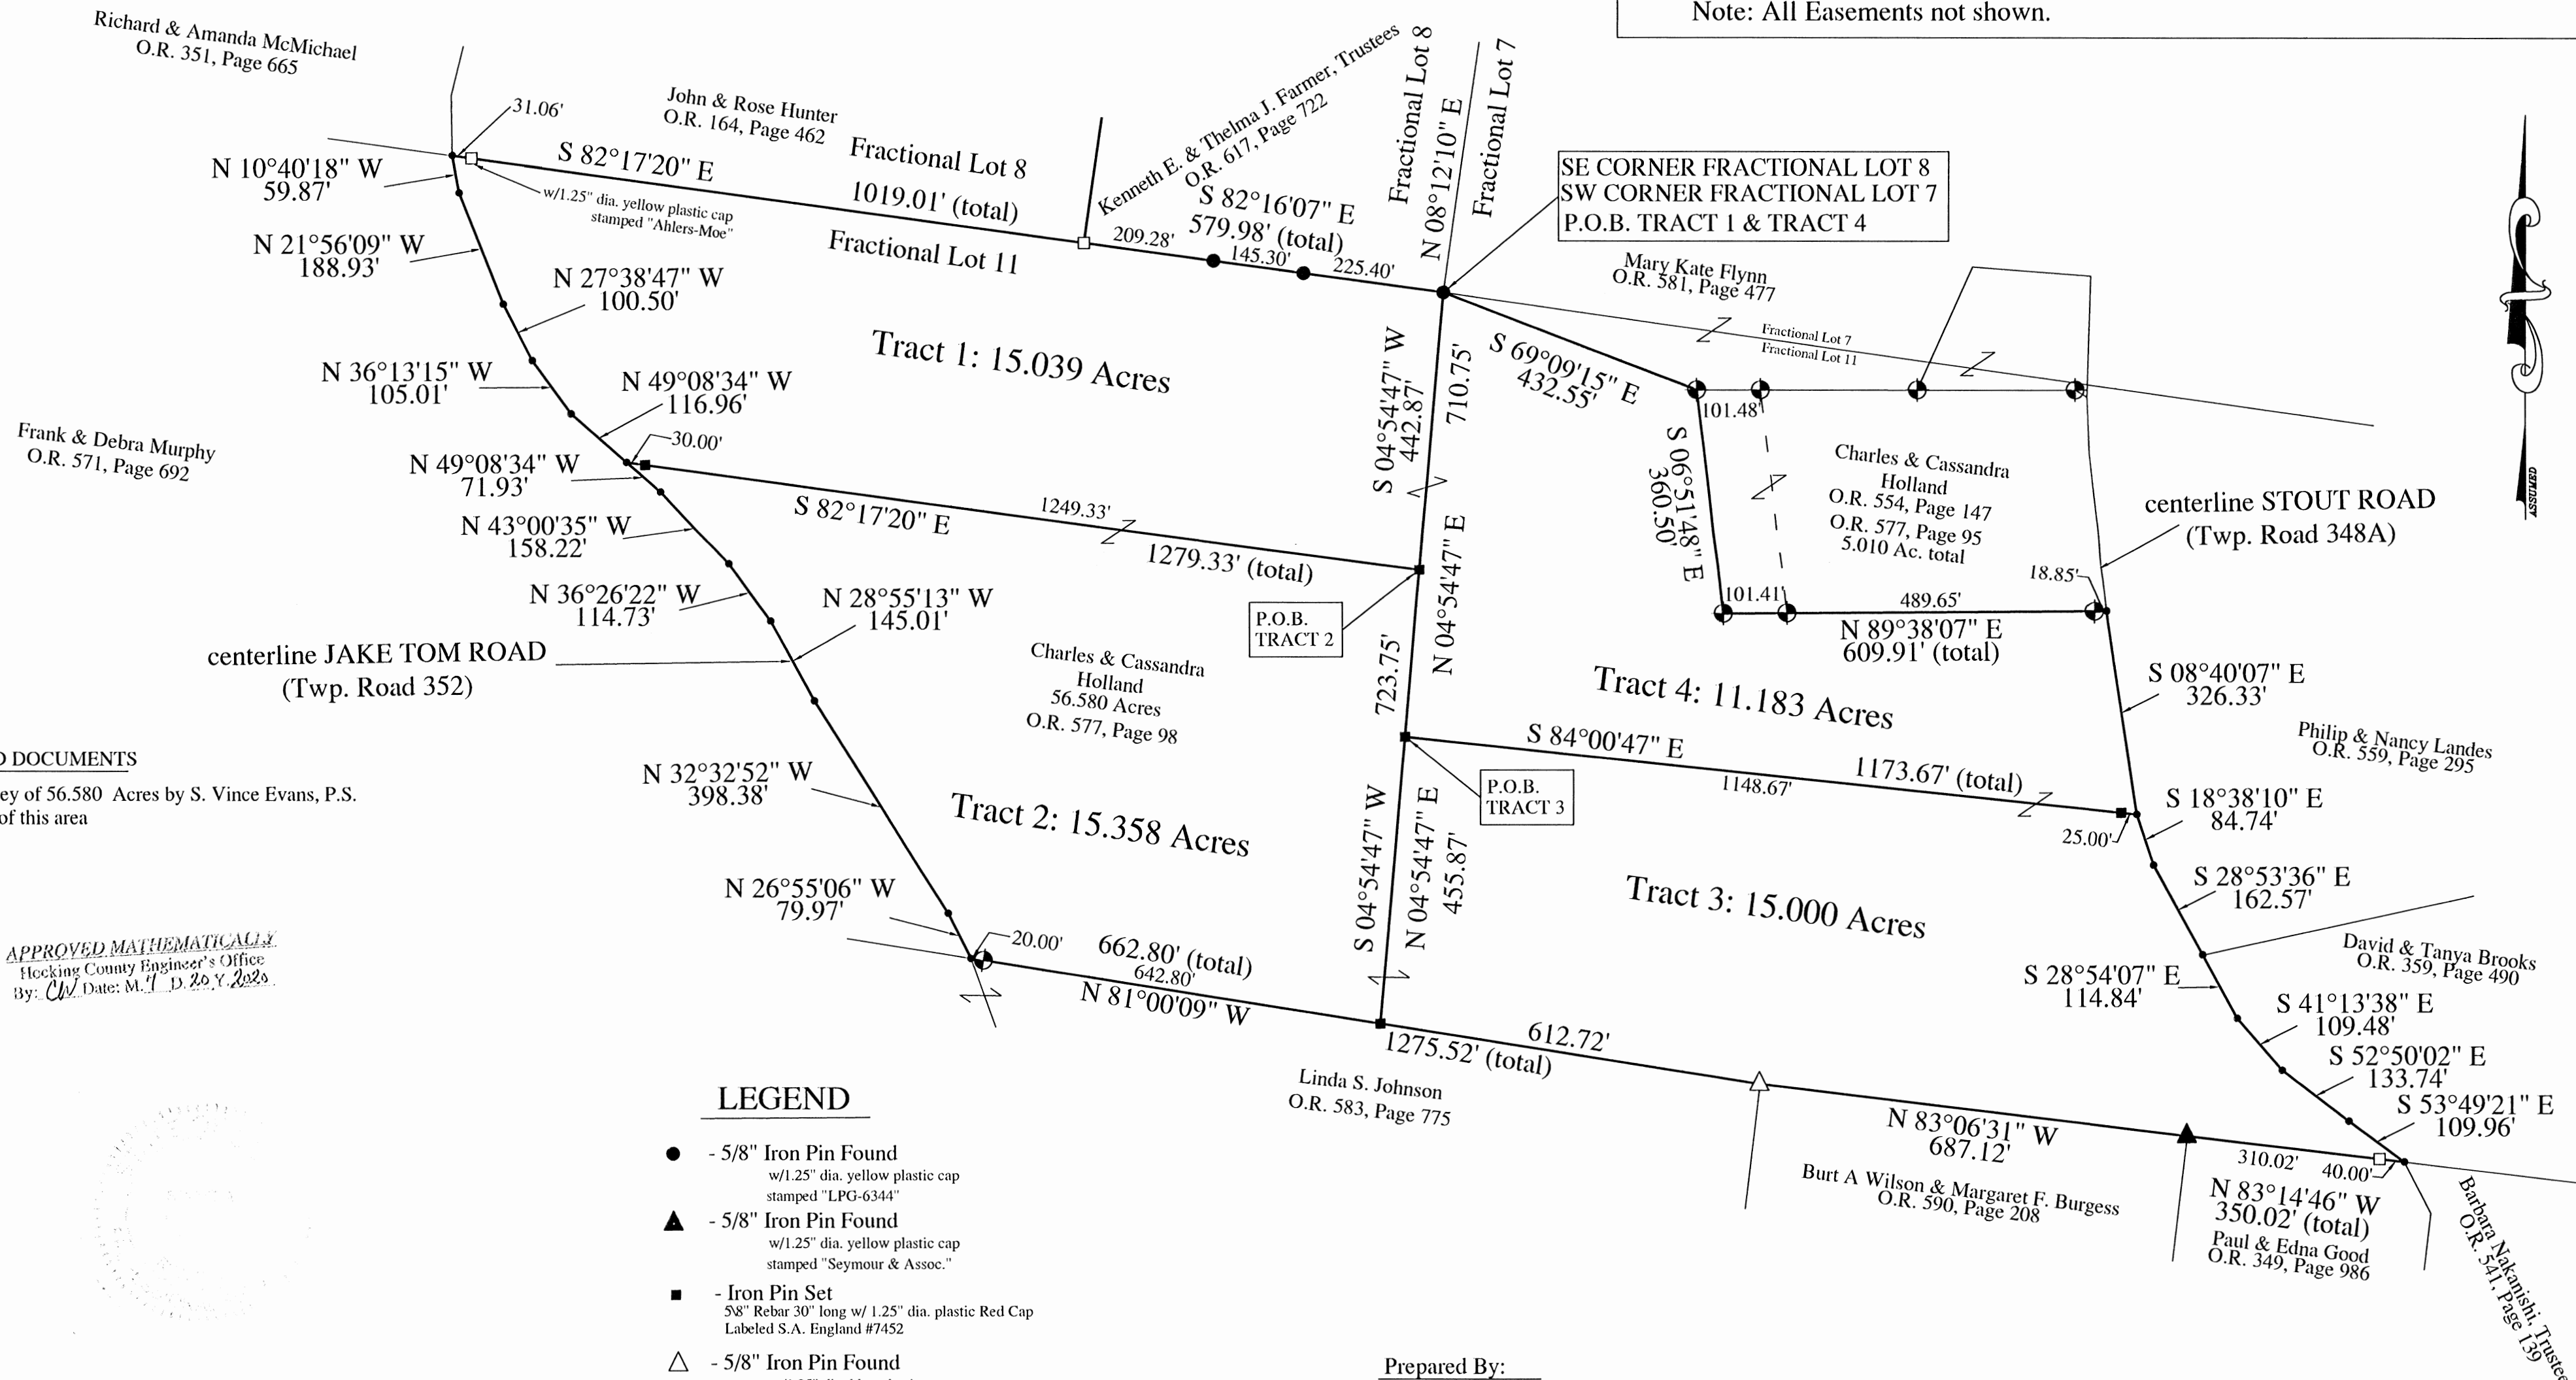 Note: All Easements not shown.
Richard & Amanda McMichael
O.R. 351, Page 665
31.06'
John & Rose Hunter
O.R. 164, Page 462
Fractional Lot 8
Kenneth E. & Thelma J. Farmer, Trustees
O.R. 617, Page 722
Fractional Lot 8
N 08°12'10" E
Fractional Lot 7
SE CORNER FRACTIONAL LOT 8
SW CORNER FRACTIONAL LOT 7
P.O.B. TRACT 1 & TRACT 4
N 10°40'18" W
59.87'
S 82°17'20" E
1019.01' (total)
w/1.25" dia. yellow plastic cap
stamped "Ahlers-Moe"
Fractional Lot 11
S 82°16'07" E
579.98' (total)
209.28'
145.30'
225.40'
N 21°56'09" W
188.93'
N 27°38'47" W
100.50'
Mary Kate Flynn
O.R. 581, Page 477
Fractional Lot 7
Fractional Lot 11
Tract 1: 15.039 Acres
S 04°54'47" W
442.87'
710.75'
S 69°09'15" E
432.55'
N 36°13'15" W
105.01'
N 49°08'34" W
116.96'
30.00'
101.48'
S 06°51'48" E
360.50'
Charles & Cassandra
Holland
O.R. 554, Page 147
O.R. 577, Page 95
5.010 Ac. total
ASSUMED
centerline STOUT ROAD
(Twp. Road 348A)
Frank & Debra Murphy
O.R. 571, Page 692
N 49°08'34" W
71.93'
S 82°17'20" E
1249.33'
1279.33' (total)
N 04°54'47" E
N 43°00'35" W
158.22'
18.85'
101.41'
489.65'
N 89°38'07" E
609.91' (total)
N 36°26'22" W
114.73'
N 28°55'13" W
145.01'
P.O.B.
TRACT 2
centerline JAKE TOM ROAD
(Twp. Road 352)
Charles & Cassandra
Holland
56.580 Acres
O.R. 577, Page 98
723.75'
Tract 4: 11.183 Acres
S 08°40'07" E
326.33'
Philip & Nancy Landes
O.R. 559, Page 295
S 84°00'47" E
1173.67' (total)
1148.67'
25.00'
P.O.B.
TRACT 3
D DOCUMENTS
ey of 56.580 Acres by S. Vince Evans, P.S.
of this area
N 32°32'52" W
398.38'
Tract 2: 15.358 Acres
S 04°54'47" W
N 04°54'47" E
455.87'
S 18°38'10" E
84.74'
S 28°53'36" E
162.57'
Tract 3: 15.000 Acres
N 26°55'06" W
79.97'
20.00'
662.80' (total)
642.80'
N 81°00'09" W
David & Tanya Brooks
O.R. 359, Page 490
S 28°54'07" E
114.84'
S 41°13'38" E
109.48'
APPROVED MATHEMATICALLY
Hocking County Engineer's Office
By: CW Date: M. 4 D. 20 Y. 2020
612.72'
1275.52' (total)
S 52°50'02" E
133.74'
S 53°49'21" E
109.96'
Linda S. Johnson
O.R. 583, Page 775
N 83°06'31" W
687.12'
Burt A Wilson & Margaret F. Burgess
O.R. 590, Page 208
310.02'
40.00'
N 83°14'46" W
350.02' (total)
Paul & Edna Good
O.R. 349, Page 986
Barbara Nakanishi, Trustee
O.R. 541, Page 139
LEGEND
- 5/8" Iron Pin Found
w/1.25" dia. yellow plastic cap
stamped "LPG-6344"
- 5/8" Iron Pin Found
w/1.25" dia. yellow plastic cap
stamped "Seymour & Assoc."
- Iron Pin Set
5\8" Rebar 30" long w/ 1.25" dia. plastic Red Cap
Labeled S.A. England #7452
- 5/8" Iron Pin Found
Prepared By: